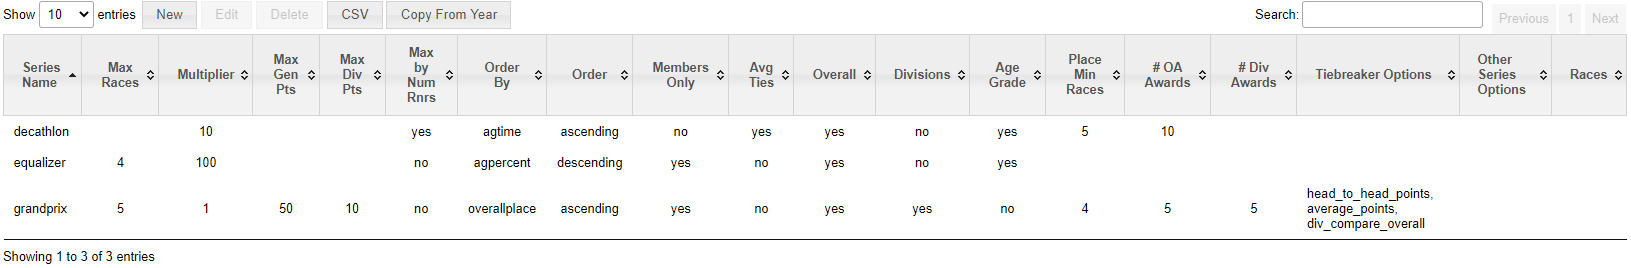 Show 10 entries New Edit Delete CSV Copy From Year Search: Previous 1 Next
Series Name Max Races Multiplier Max Gen Pts Max Div Pts Max by Num Rnrs Order By Order Members Only Avg Ties Overall Divisions Age Grade Place Min Races # OA Awards # Div Awards Tiebreaker Options Other Series Options Races
decathlon 10 yes agtime ascending no yes yes no yes 5 10
equalizer 4 100 no agpercent descending yes no yes no yes
grandprix 5 1 50 10 no overallplace ascending yes no yes yes no 4 5 5 head_to_head_points,
average_points,
div_compare_overall
Showing 1 to 3 of 3 entries